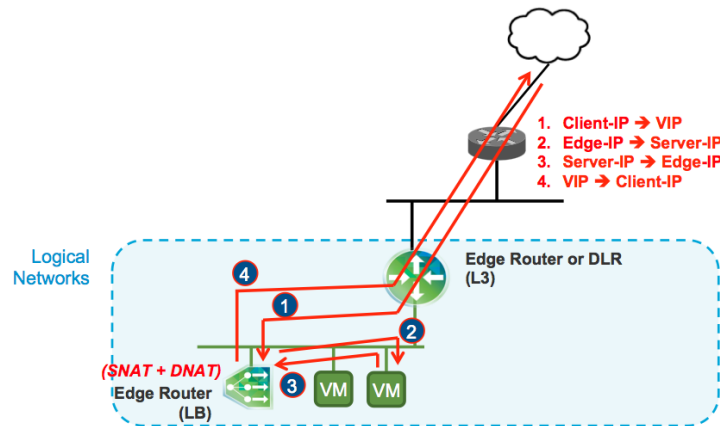 1. Client-IP ➔ VIP
2. Edge-IP ➔ Server-IP
3. Server-IP ➔ Edge-IP
4. VIP ➔ Client-IP
Logical
Networks
Edge Router or DLR
(L3)
4
1
2
(SNAT + DNAT)
Edge Router
(LB)
3
VM
VM